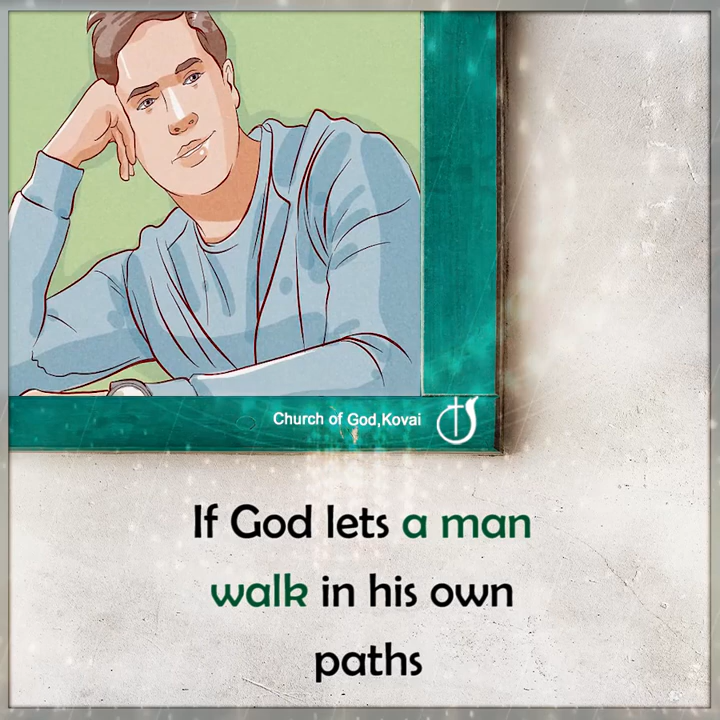 Church of God,Kovai
If God lets a man
walk in his own
paths